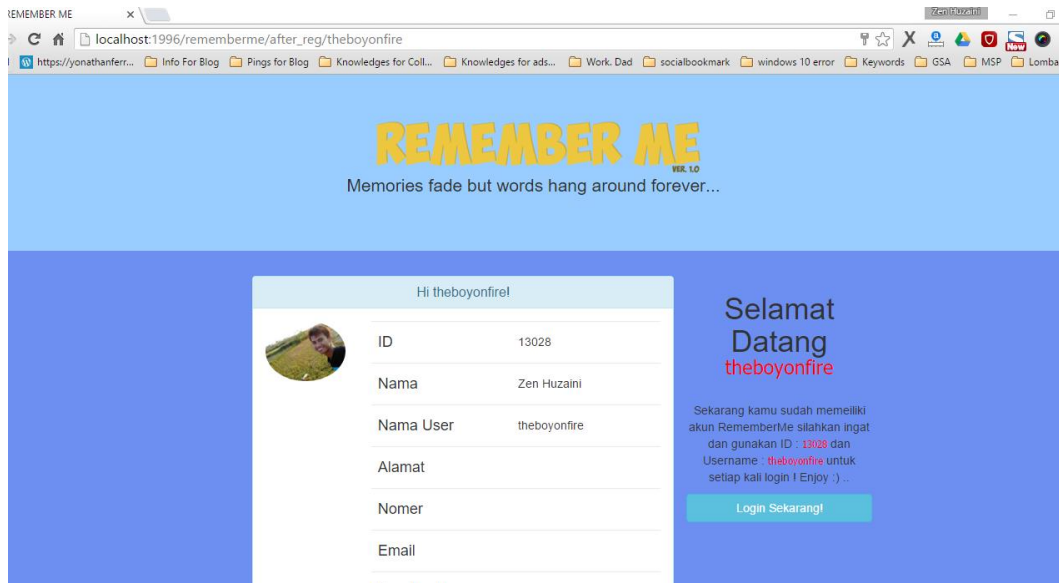 REMEMBER ME
Zen Huzaini
localhost:1996/rememberme/after_reg/theboyonfire
New
https://yonathanferr... Info For Blog Pings for Blog Knowledges for Coll... Knowledges for ads... Work. Dad socialbookmark windows 10 error Keywords GSA MSP Lomba
REMEMBER ME
VER. 1.0
Memories fade but words hang around forever...
Hi theboyonfire!
ID 13028
Nama Zen Huzaini
Nama User theboyonfire
Alamat
Nomer
Email
Selamat
Datang
theboyonfire
Sekarang kamu sudah memeiliki
akun RememberMe silahkan ingat
dan gunakan ID : 13028 dan
Username : theboyonfire untuk
setiap kali login ! Enjoy :) ..
Login Sekarang!